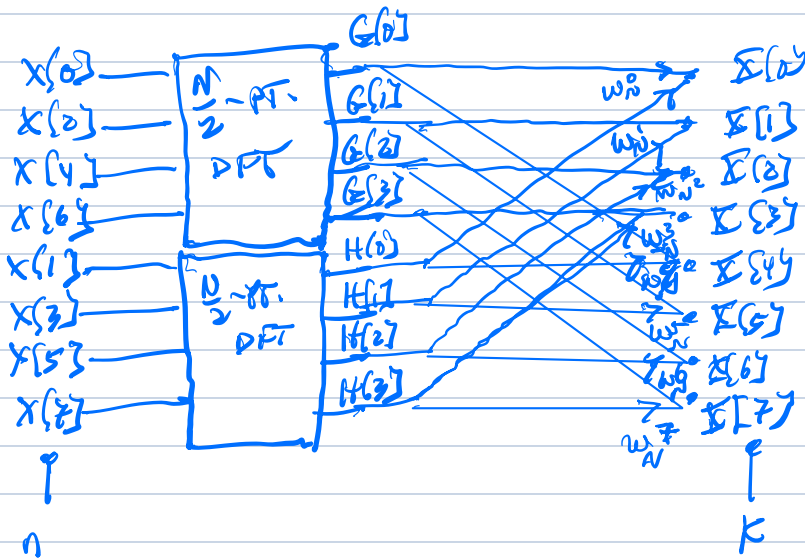 G[0]
x[0] N/2 - PT. W_N^0 X[0]
x[2] DFT G[1] W_N^1 X[1]
x[4] G[2] W_N^2 X[2]
x[6] G[3] W_N^3 X[3]
x[1] N/2 - PT. H[0] X[4]
x[3] DFT H[1] W_N^5 X[5]
x[5] H[2] W_N^6 X[6]
x[7] H[3] W_N^7 X[7]
n K